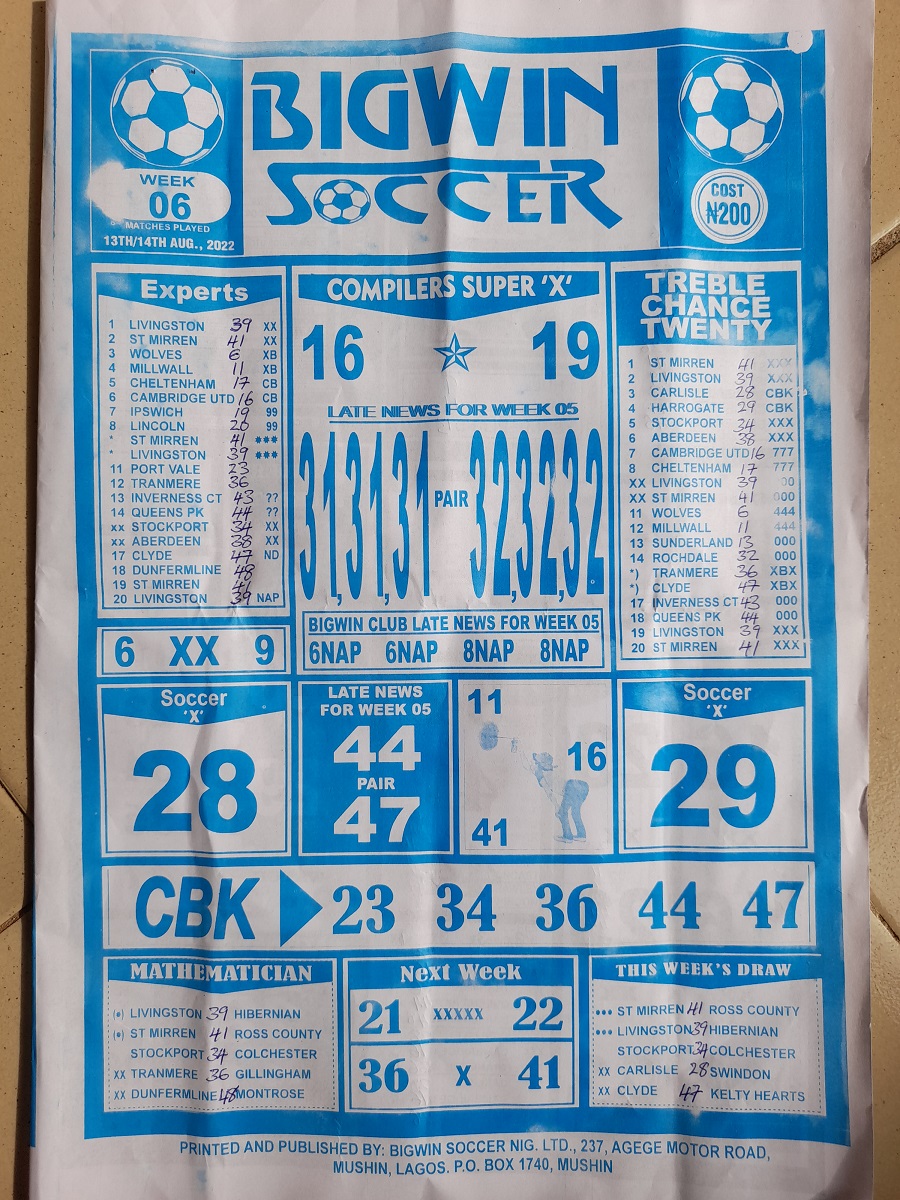 BIGWIN
SOCCER
WEEK
06
MATCHES PLAYED
13TH/14TH AUG., 2022
COST
₦200
Experts
1 LIVINGSTON 39 XX
2 ST MIRREN 41 XX
3 WOLVES 6 XB
4 MILLWALL 11 XB
5 CHELTENHAM 17 CB
6 CAMBRIDGE UTD 16 CB
7 IPSWICH 19 99
8 LINCOLN 20 99
* ST MIRREN 41 ***
* LIVINGSTON 39 ***
11 PORT VALE 23
12 TRANMERE 36
13 INVERNESS CT 43 ??
14 QUEENS PK 44 ??
xx STOCKPORT 34 XX
xx ABERDEEN 38 XX
17 CLYDE 47 ND
18 DUNFERMLINE 48
19 ST MIRREN 41
20 LIVINGSTON 39 NAP
6 XX 9
COMPILERS SUPER 'X'
16 19
LATE NEWS FOR WEEK 05
31,31,31 PAIR 32,32,32
BIGWIN CLUB LATE NEWS FOR WEEK 05
6NAP 6NAP 8NAP 8NAP
TREBLE
CHANCE
TWENTY
1 ST MIRREN 41 XXX
2 LIVINGSTON 39 XXX
3 CARLISLE 28 CBK
4 HARROGATE 29 CBK
5 STOCKPORT 34 XXX
6 ABERDEEN 38 XXX
7 CAMBRIDGE UTD 16 777
8 CHELTENHAM 17 777
XX LIVINGSTON 39
XX ST MIRREN 41 000
11 WOLVES 6 444
12 MILLWALL 11 444
13 SUNDERLAND 13 000
14 ROCHDALE 32 000
*) TRANMERE 36 XBX
*) CLYDE 47 XBX
17 INVERNESS CT 43 000
18 QUEENS PK 44 000
19 LIVINGSTON 39 XXX
20 ST MIRREN 41 XXX
Soccer
'X'
28
LATE NEWS
FOR WEEK 05
44
PAIR
47
11
16
41
Soccer
'X'
29
CBK 23 34 36 44 47
MATHEMATICIAN
(•) LIVINGSTON 39 HIBERNIAN
(•) ST MIRREN 41 ROSS COUNTY
STOCKPORT 34 COLCHESTER
XX TRANMERE 36 GILLINGHAM
XX DUNFERMLINE 48 MONTROSE
Next Week
21 XXXXX 22
36 X 41
THIS WEEK'S DRAW
••• ST MIRREN 41 ROSS COUNTY
••• LIVINGSTON 39 HIBERNIAN
STOCKPORT 34 COLCHESTER
XX CARLISLE 28 SWINDON
XX CLYDE 47 KELTY HEARTS
PRINTED AND PUBLISHED BY: BIGWIN SOCCER NIG. LTD., 237, AGEGE MOTOR ROAD,
MUSHIN, LAGOS. P.O. BOX 1740, MUSHIN